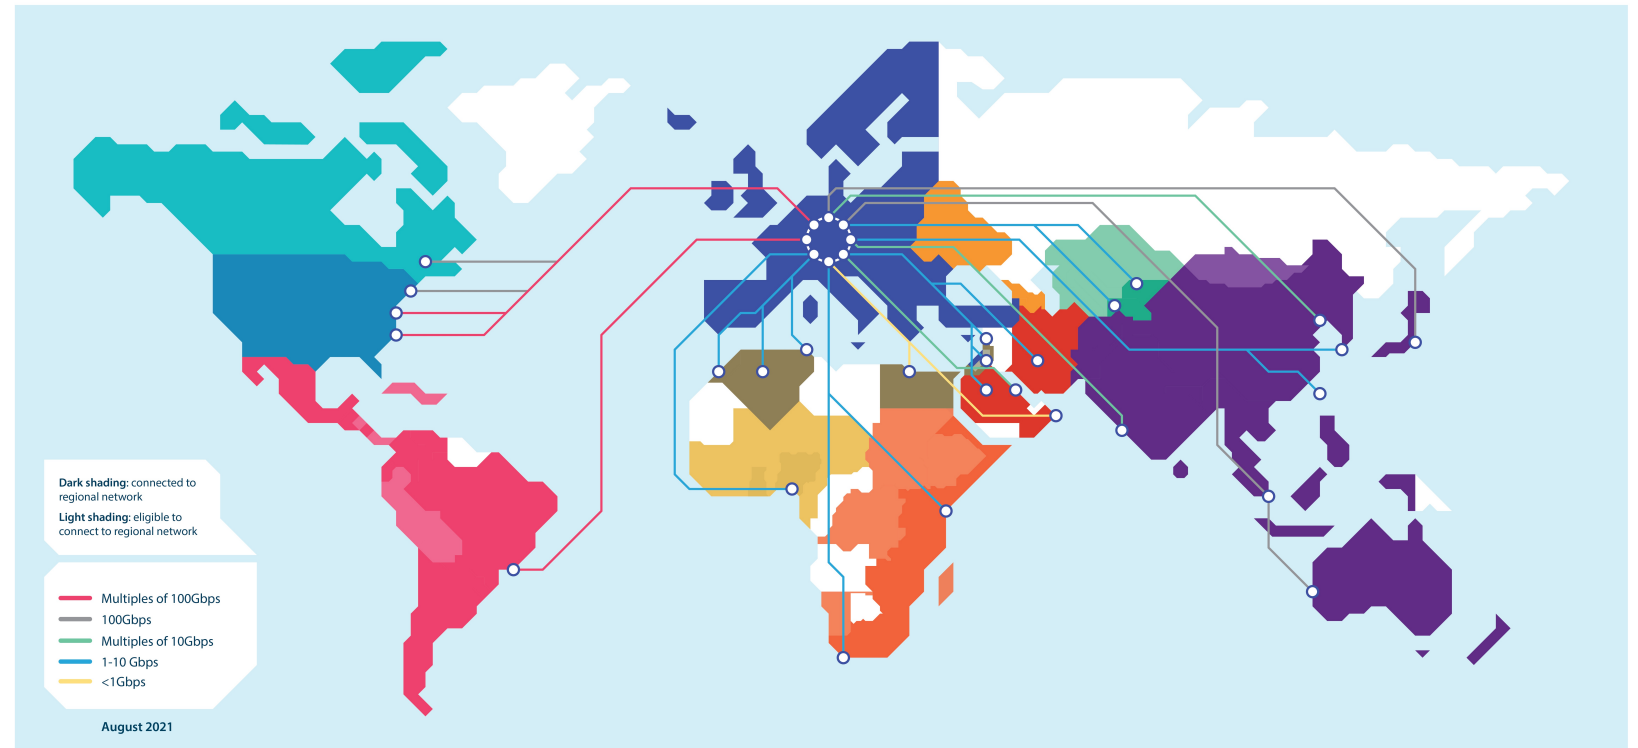 Dark shading: connected to
regional network
Light shading: eligible to
connect to regional network
Multiples of 100Gbps
100Gbps
Multiples of 10Gbps
1-10 Gbps
<1Gbps
August 2021